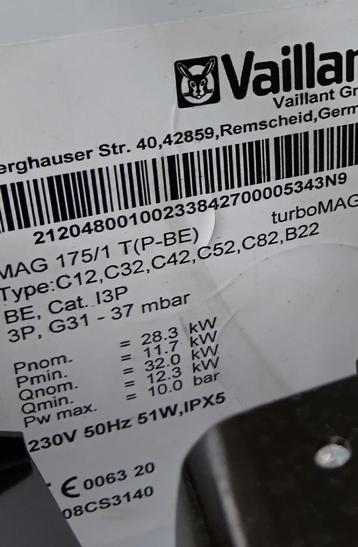 Vaillan
Vaillant Gm
erghauser Str. 40,42859,Remscheid,Germ
21204800100233842700005343N9
MAG 175/1 T(P-BE)
turboMAG
Type:C12,C32,C42,C52,C82,B22
BE, Cat. I3P
3P, G31 - 37 mbar
Pnom. = 28.3 kW
Pmin. = 11.7 kW
Qnom. = 32.0 kW
Qmin. = 12.3 kW
Pw max. = 10.0 bar
230V 50Hz 51W,IPX5
CE 0063 20
08CS3140